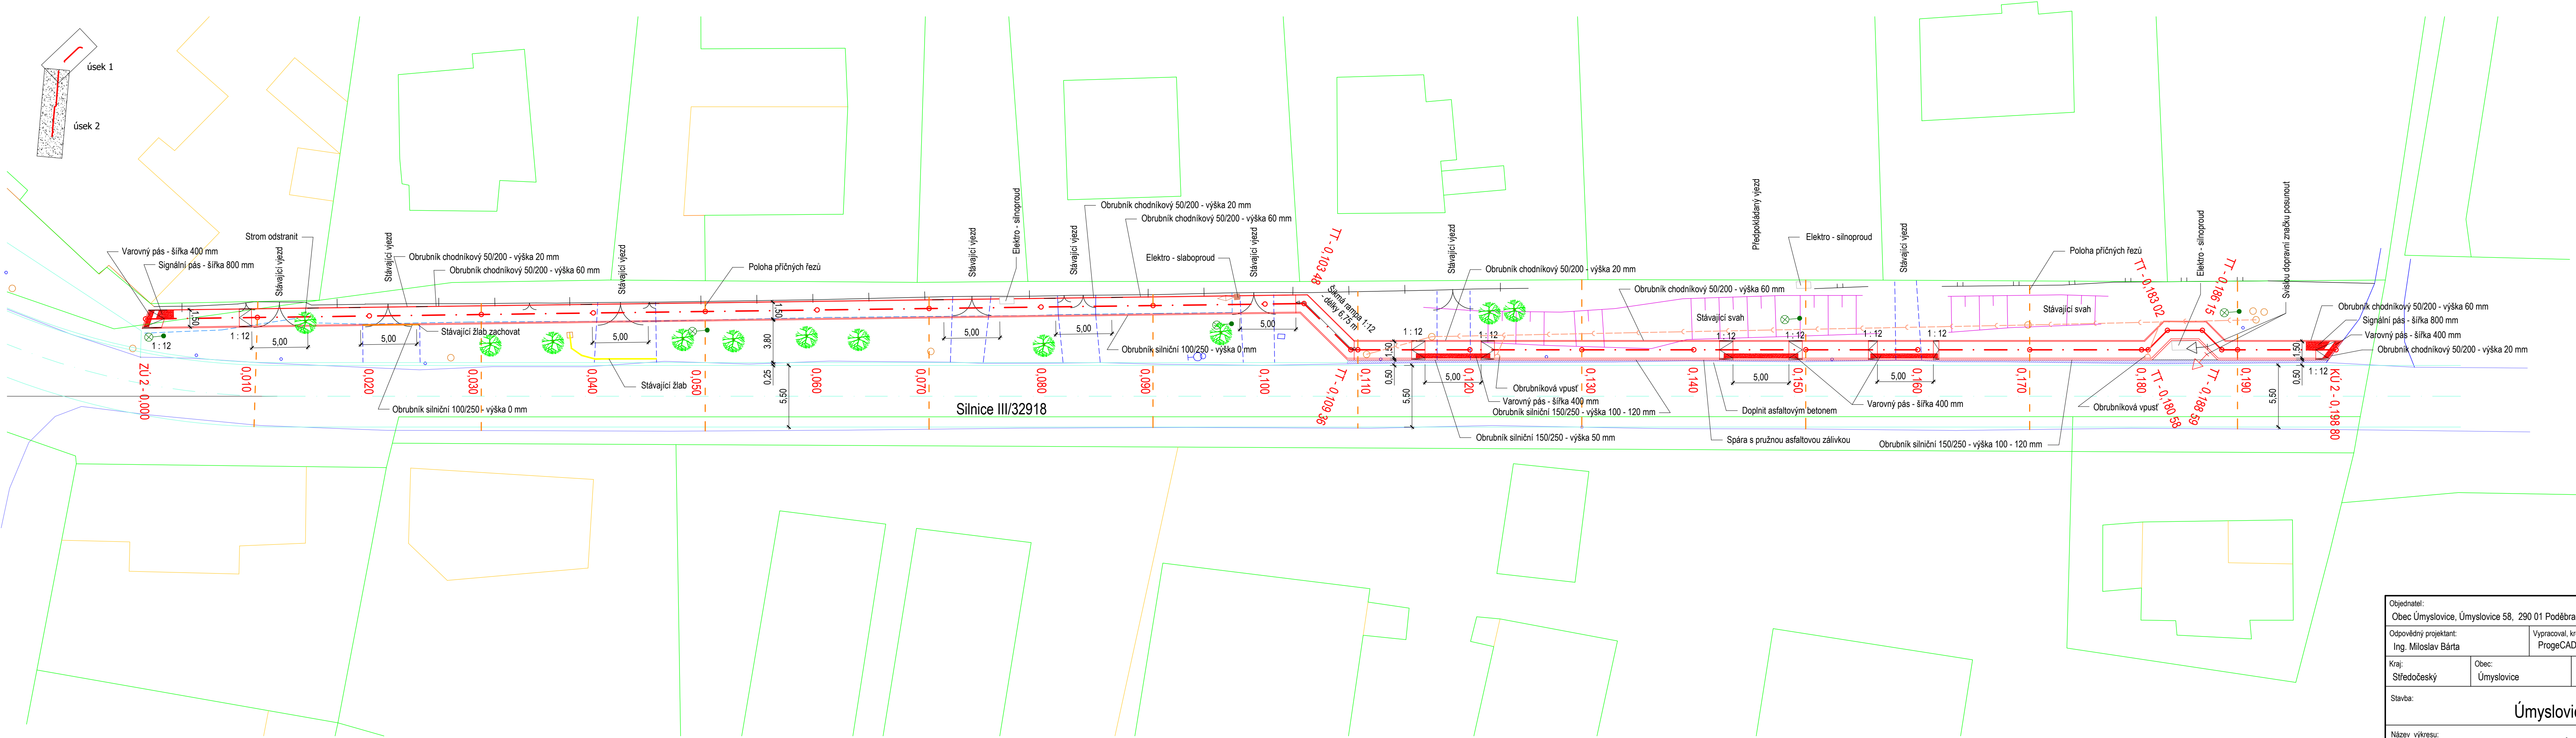 úsek 1
úsek 2
Varovný pás - šířka 400 mm
Signální pás - šířka 800 mm
Strom odstranit
Stávající vjezd
Stávající vjezd
Obrubník chodníkový 50/200 - výška 20 mm
Obrubník chodníkový 50/200 - výška 60 mm
Stávající vjezd
Poloha příčných řezů
Stávající vjezd
Elektro - silnoproud
Stávající vjezd
Obrubník chodníkový 50/200 - výška 20 mm
Obrubník chodníkový 50/200 - výška 60 mm
Elektro - slaboproud
Stávající vjezd
TT - 0,103 48
Šikmá rampa 1:12
- délky 6,75 m
Stávající vjezd
Obrubník chodníkový 50/200 - výška 20 mm
Obrubník chodníkový 50/200 - výška 60 mm
Stávající svah
Předpokládaný vjezd
Elektro - silnoproud
Stávající vjezd
Poloha příčných řezů
Stávající svah
TT - 0,183 02
Elektro - silnoproud
TT - 0,186 15
Svislou dopravní značku posunout
Obrubník chodníkový 50/200 - výška 60 mm
Signální pás - šířka 800 mm
Varovný pás - šířka 400 mm
Obrubník chodníkový 50/200 - výška 20 mm
1,50
1 : 12
1 : 12
5,00
5,00
Stávající žlab zachovat
5,00
1,50
3,80
0,25
5,50
5,00
5,00
5,00
Obrubník silniční 100/250 - výška 0 mm
1,50
0,50
5,50
1 : 12
5,00
1 : 12
1 : 12
5,00
1 : 12
1 : 12
5,00
1 : 12
1,50
0,50
1 : 12
5,50
ZÚ 2 - 0,000
0,010
0,020
0,030
0,040
0,050
0,060
0,070
0,080
0,090
0,100
TT - 0,109 36
0,110
0,120
0,130
0,140
0,150
0,160
0,170
0,180
TT - 0,180 58
TT - 0,188 59
0,190
KÚ 2 - 0,198 80
Stávající žlab
Obrubník silniční 100/250 - výška 0 mm
Silnice III/32918
Obrubníková vpusť
Varovný pás - šířka 400 mm
Obrubník silniční 150/250 - výška 100 - 120 mm
Obrubník silniční 150/250 - výška 50 mm
Doplnit asfaltovým betonem
Spára s pružnou asfaltovou zálivkou
Varovný pás - šířka 400 mm
Obrubník silniční 150/250 - výška 100 - 120 mm
Obrubníková vpusť
Objednatel:
Obec Úmyslovice, Úmyslovice 58, 290 01 Poděbra
Odpovědný projektant:
Ing. Miloslav Bárta
Vypracoval, kr
ProgeCAD
Kraj:
Středočeský
Obec:
Úmyslovice
Stavba:
Úmyslovic
Název výkresu: